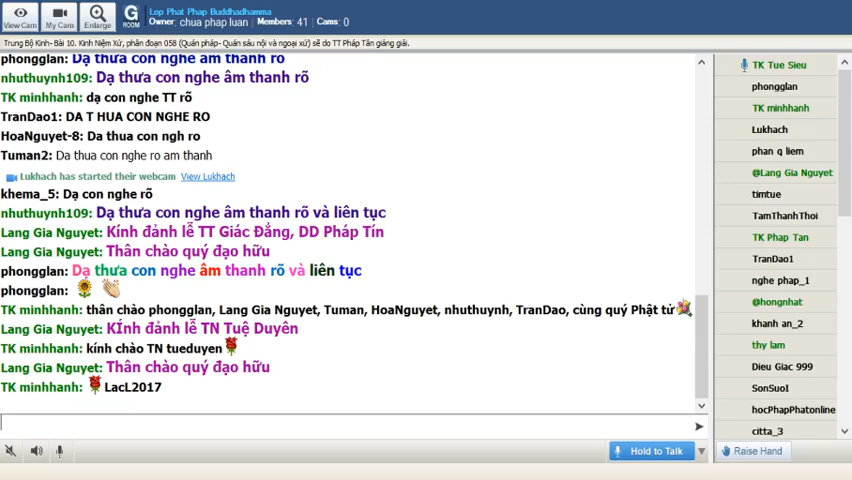 View Cam
My Cam
Enlarge
G
ROOM
Lop Phat Phap Buddhadhamma
Owner: chua phap luan Members: 41 Cams: 0
Trung Bộ Kinh- Bài 10. Kinh Niệm Xứ, phân đoạn 058 (Quán pháp- Quán sáu nội và ngoại xứ) sẽ do TT Pháp Tân giảng giải.
phongglan: Dạ thưa con nghe âm thanh rõ
nhuthuynh109: Dạ thưa con nghe âm thanh rõ
TK minhhanh: dạ con nghe TT rõ
TranDao1: DA T HUA CON NGHE RO
HoaNguyet-8: Da thua con ngh ro
Tuman2: Da thua con nghe ro am thanh
Lukhach has started their webcam View Lukhach
khema_5: Dạ con nghe rõ
nhuthuynh109: Dạ thưa con nghe âm thanh rõ và liên tục
Lang Gia Nguyet: Kính đảnh lễ TT Giác Đẳng, DD Pháp Tín
Lang Gia Nguyet: Thân chào quý đạo hữu
phongglan: Dạ thưa con nghe âm thanh rõ và liên tục
phongglan:
TK minhhanh: thân chào phongglan, Lang Gia Nguyet, Tuman, HoaNguyet, nhuthuynh, TranDao, cùng quý Phật tử
Lang Gia Nguyet: KÍnh đảnh lễ TN Tuệ Duyên
TK minhhanh: kính chào TN tueduyen
Lang Gia Nguyet: Thân chào quý đạo hữu
TK minhhanh: LacL2017
Hold to Talk
TK Tue Sieu
phongglan
TK minhhanh
Lukhach
phan q liem
@Lang Gia Nguyet
timtue
TamThanhThoi
TK Phap Tan
TranDao1
nghe phap_1
@hongnhat
khanh an_2
thy lam
Dieu Giac 999
SonSuoI
hocPhapPhatonline
citta_3
Raise Hand